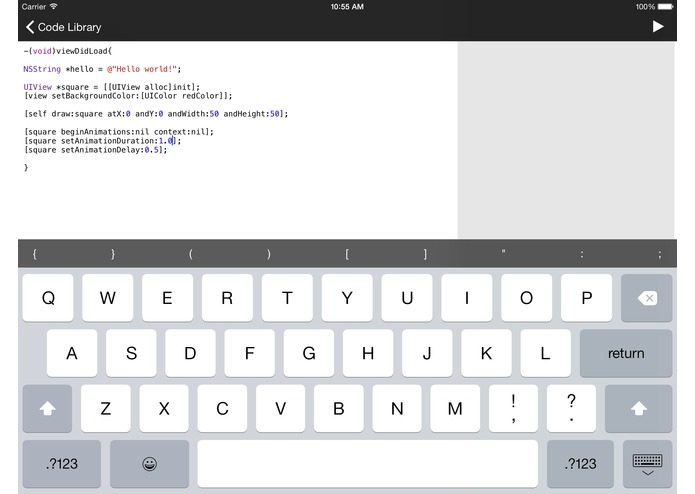 Carrier 10:55 AM 100%
Code Library
-(void)viewDidLoad{
NSString *hello = @"Hello world!";
UIView *square = [[UIView alloc]init];
[view setBackgroundColor:[UIColor redColor]];
[self draw:square atX:0 andY:0 andWidth:50 andHeight:50];
[square beginAnimations:nil context:nil];
[square setAnimationDuration:1.0];
[square setAnimationDelay:0.5];
}
{ } ( ) [ ] " : ;
Q W E R T Y U I O P
A S D F G H J K L return
Z X C V B N M ! , ? .
.?123 .?123